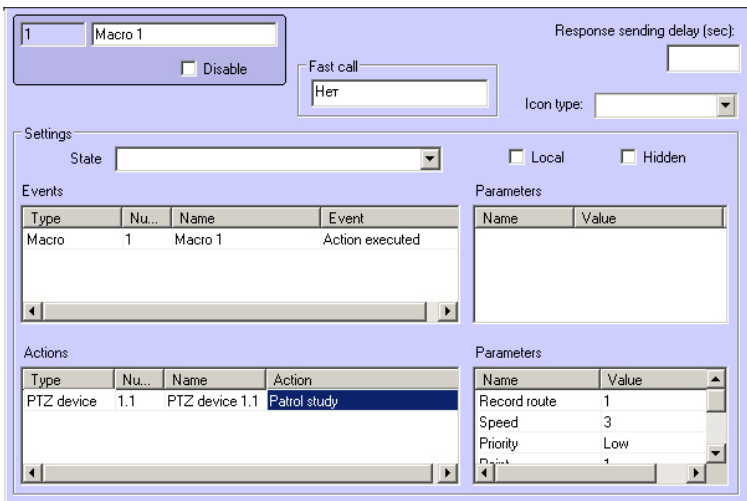 1 Macro 1
Response sending delay (sec):
Disable
Fast call
Нет
Icon type:
Settings
State
Local Hidden
Events
Parameters
Type Nu... Name Event
Name Value
Macro 1 Macro 1 Action executed
Actions
Parameters
Type Nu... Name Action
Name Value
PTZ device 1.1 PTZ device 1.1 Patrol study
Record route 1
Speed 3
Priority Low
Point 1